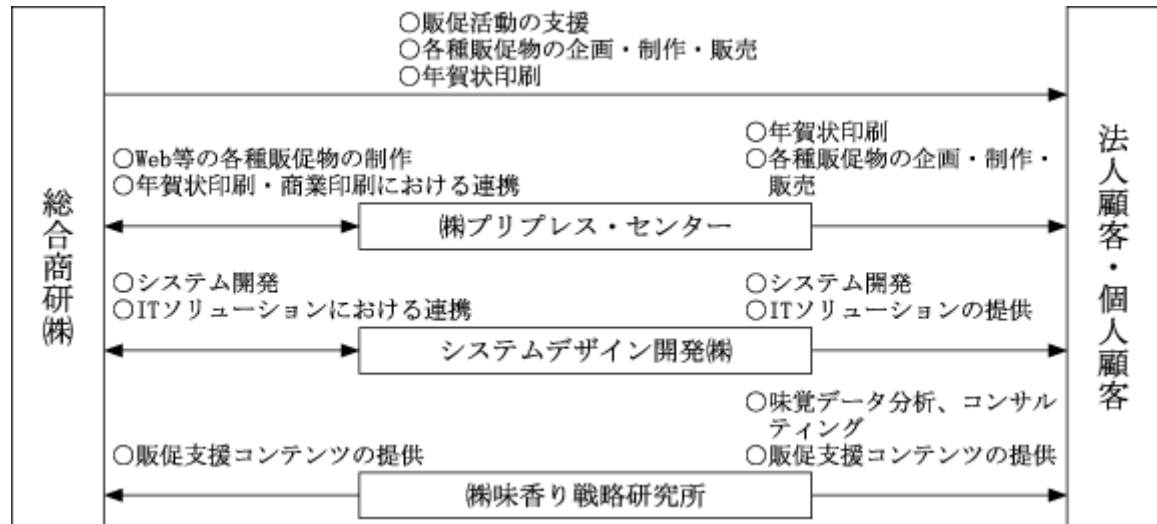 ○販促活動の支援
○各種販促物の企画・制作・販売
○年賀状印刷
総合商研㈱
法人顧客・個人顧客
○Web等の各種販促物の制作
○年賀状印刷・商業印刷における連携
○年賀状印刷
○各種販促物の企画・制作・
販売
㈱プリプレス・センター
○システム開発
○ITソリューションにおける連携
○システム開発
○ITソリューションの提供
システムデザイン開発㈱
○販促支援コンテンツの提供
○味覚データ分析、コンサル
ティング
○販促支援コンテンツの提供
㈱味香り戦略研究所